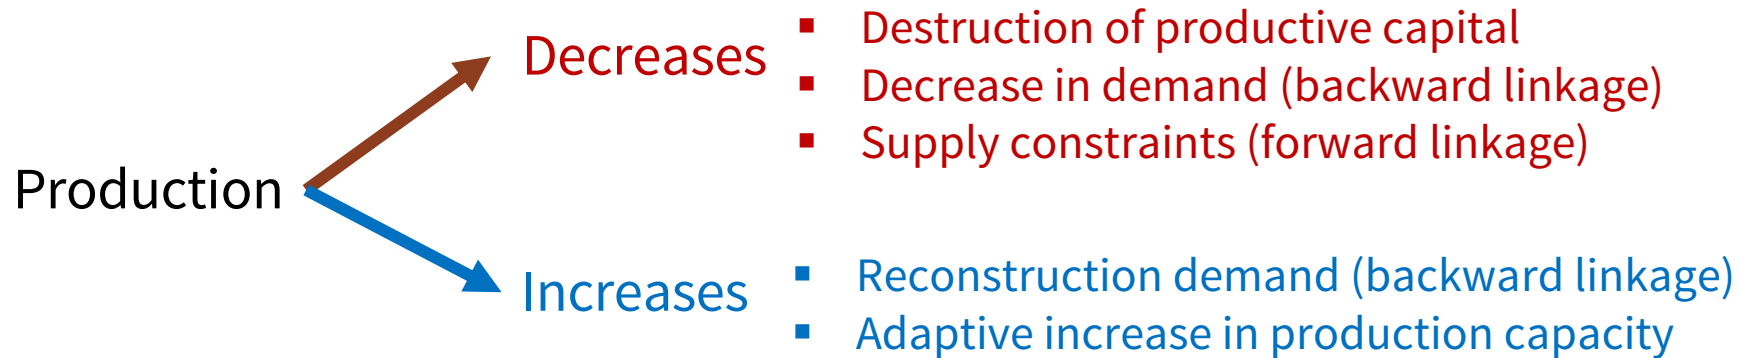 Production
Decreases
▪ Destruction of productive capital
▪ Decrease in demand (backward linkage)
▪ Supply constraints (forward linkage)
Increases
▪ Reconstruction demand (backward linkage)
▪ Adaptive increase in production capacity